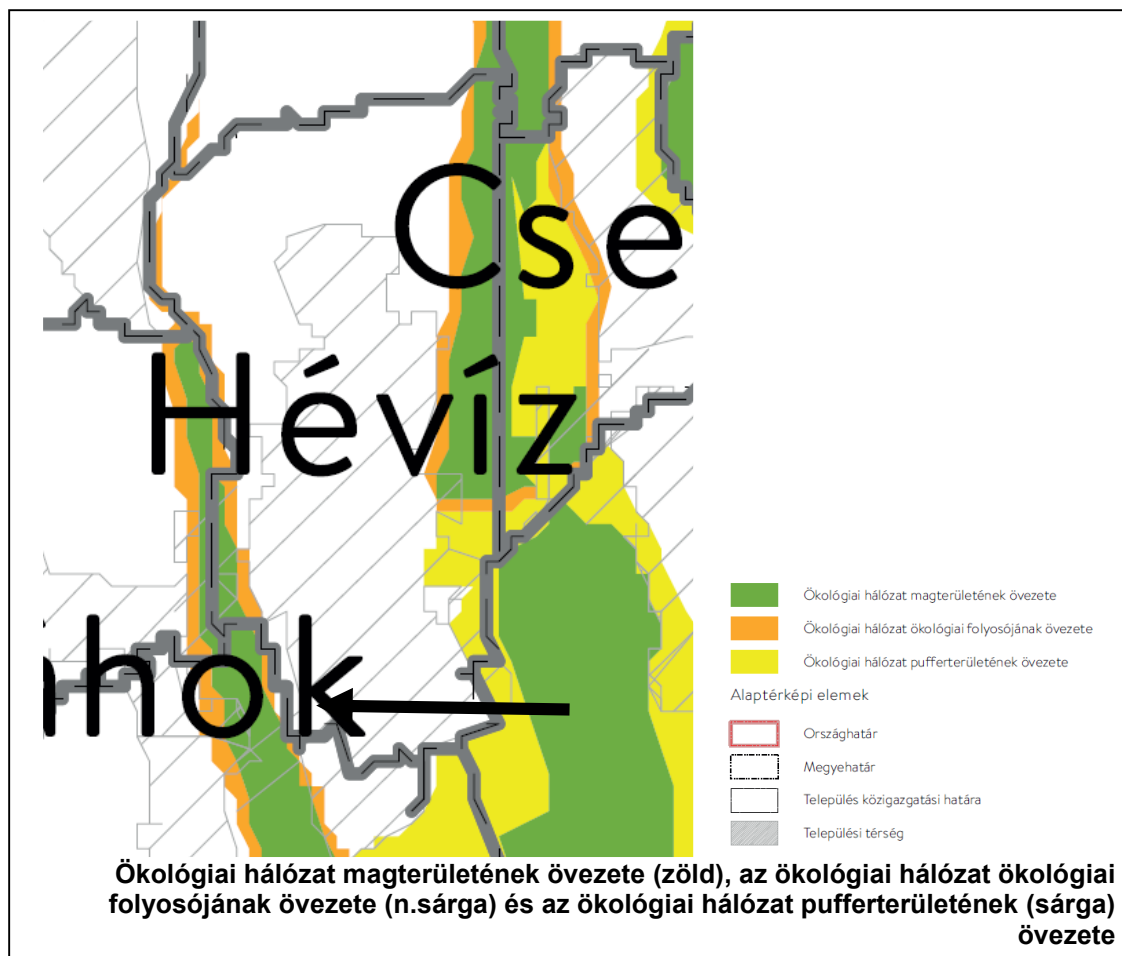 Cse
Hévíz
hok
Ökológiai hálózat magterületének övezete
Ökológiai hálózat ökológiai folyosójának övezete
Ökológiai hálózat pufferterületének övezete
Alaptérképi elemek
Országhatár
Megyehatár
Település közigazgatási határa
Települési térség
Ökológiai hálózat magterületének övezete (zöld), az ökológiai hálózat ökológiai
folyosójának övezete (n.sárga) és az ökológiai hálózat pufferterületének (sárga)
övezete